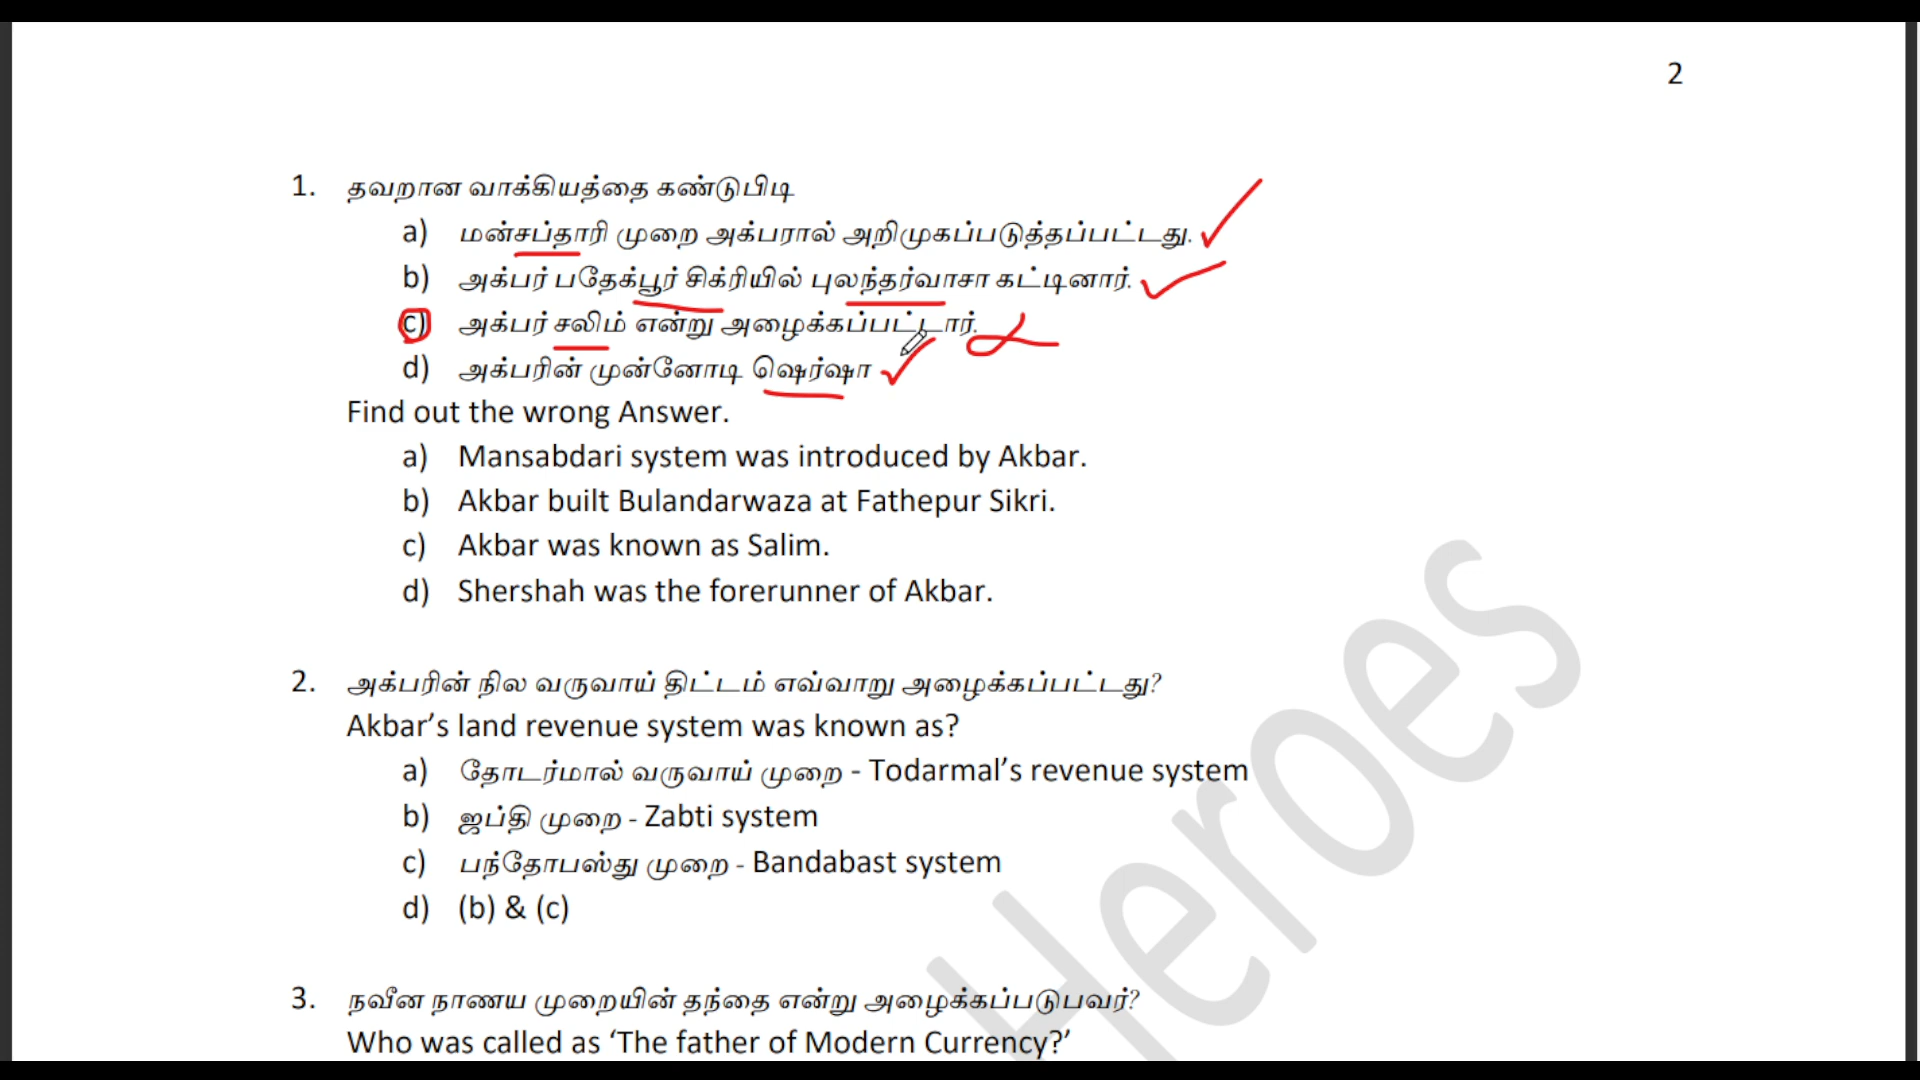 2
1. தவறான வாக்கியத்தை கண்டுபிடி
a) மன்சப்தாரி முறை அக்பரால் அறிமுகப்படுத்தப்பட்டது.
b) அக்பர் பதேக்பூர் சிக்ரியில் புலந்தர்வாசா கட்டினார்.
c) அக்பர் சலிம் என்று அழைக்கப்பட்டார்.
d) அக்பரின் முன்னோடி ஷெர்ஷா
Find out the wrong Answer.
a) Mansabdari system was introduced by Akbar.
b) Akbar built Bulandarwaza at Fathepur Sikri.
c) Akbar was known as Salim.
d) Shershah was the forerunner of Akbar.
2. அக்பரின் நில வருவாய் திட்டம் எவ்வாறு அழைக்கப்பட்டது?
Akbar’s land revenue system was known as?
a) தோடர்மால் வருவாய் முறை - Todarmal’s revenue system
b) ஜப்தி முறை - Zabti system
c) பந்தோபஸ்து முறை - Bandabast system
d) (b) & (c)
3. நவீன நாணய முறையின் தந்தை என்று அழைக்கப்படுபவர்?
Who was called as ‘The father of Modern Currency?’
Heroes